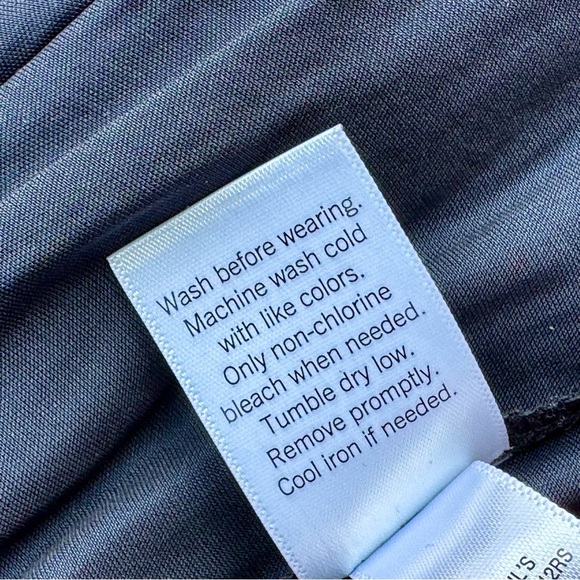 Wash before wearing.
Machine wash cold
with like colors.
Only non-chlorine
bleach when needed.
Tumble dry low.
Remove promptly.
Cool iron if needed.